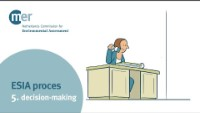 mer
Netherlands Commission for
Environmental Assessment
ESIA proces
5. decision-making